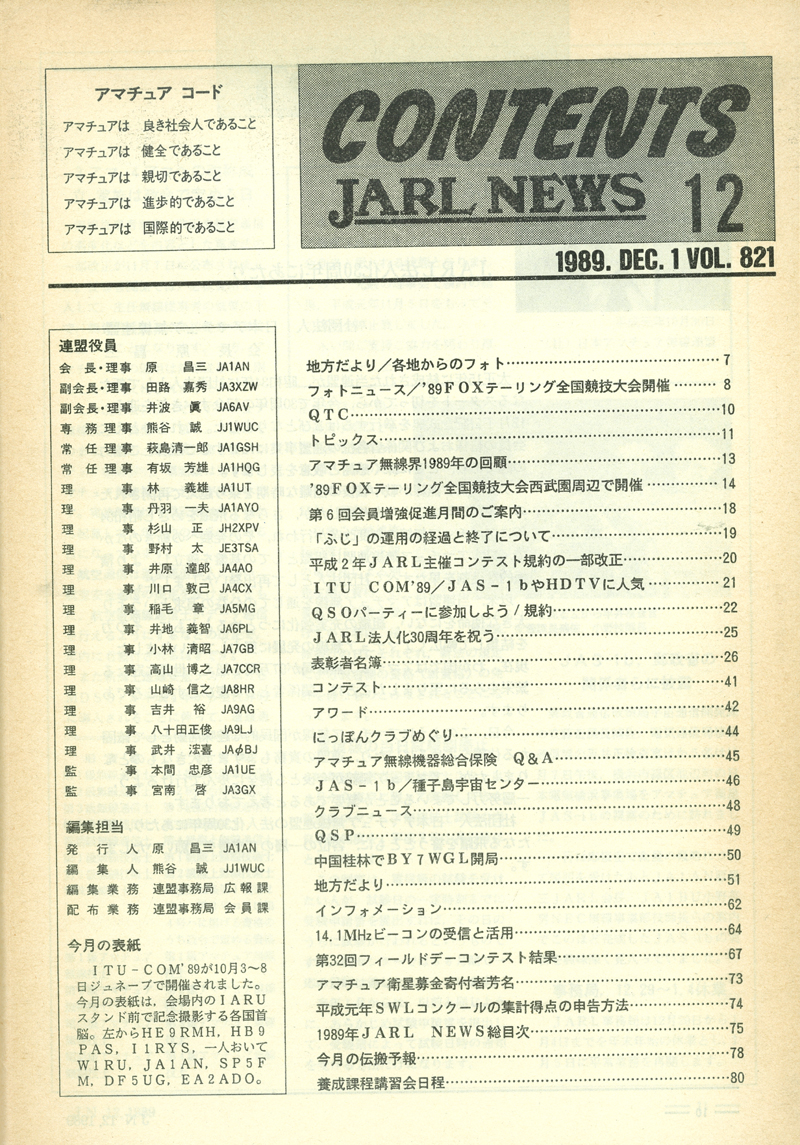 アマチュア コード
アマチュアは 良き社会人であること
アマチュアは 健全であること
アマチュアは 親切であること
アマチュアは 進歩的であること
アマチュアは 国際的であること
CONTENTS
JARL NEWS 12
1989. DEC. 1 VOL. 821
連盟役員
会長・理事 原 昌三 JA1AN
副会長・理事 田路 嘉秀 JA3XZW
副会長・理事 井波 眞 JA6AV
専務理事 熊谷 誠 JJ1WUC
常任理事 萩島清一郎 JA1GSH
常任理事 有坂 芳雄 JA1HQG
理事 林 義雄 JA1UT
理事 丹羽 一夫 JA1AYO
理事 杉山 正 JH2XPV
理事 野村 太 JE3TSA
理事 井原 達郎 JA4AO
理事 川口 敦己 JA4CX
理事 稲毛 章 JA5MG
理事 井地 義智 JA6PL
理事 小林 清昭 JA7GB
理事 高山 博之 JA7CCR
理事 山崎 信之 JA8HR
理事 吉井 裕 JA9AG
理事 八十田正俊 JA9LJ
理事 武井 浤喜 JAφBJ
監事 本間 忠彦 JA1UE
監事 宮南 啓 JA3GX
編集担当
発行人 原 昌三 JA1AN
編集人 熊谷 誠 JJ1WUC
編集業務 連盟事務局 広報課
配布業務 連盟事務局 会員課
今月の表紙
ITU-COM'89が10月3〜8
日ジュネーブで開催されました。
今月の表紙は，会場内のIARU
スタンド前で記念撮影する各国首
脳。左からHE9RMH，HB9
PAS，I1RYS，一人おいて
W1RU，JA1AN，SP5F
M，DF5UG，EA2ADO。
地方だより／各地からのフォト……7
フォトニュース／'89FOXテーリング全国競技大会開催……8
QTC……10
トピックス……11
アマチュア無線界1989年の回顧……13
'89FOXテーリング全国競技大会西武園周辺で開催……14
第6回会員増強促進月間のご案内……18
「ふじ」の運用の経過と終了について……19
平成2年JARL主催コンテスト規約の一部改正……20
ITU COM'89／JAS-1bやHDTVに人気……21
QSOパーティーに参加しよう／規約……22
JARL法人化30周年を祝う……25
表彰者名簿……26
コンテスト……41
アワード……42
にっぽんクラブめぐり……44
アマチュア無線機器総合保険 Q&A……45
JAS-1b／種子島宇宙センター……46
クラブニュース……48
QSP……49
中国桂林でBY7WGL開局……50
地方だより……51
インフォメーション……62
14.1MHzビーコンの受信と活用……64
第32回フィールドデーコンテスト結果……67
アマチュア衛星募金寄付者芳名……73
平成元年SWLコンクールの集計得点の申告方法……74
1989年JARL NEWS総目次……75
今月の伝搬予報……78
養成課程講習会日程……80